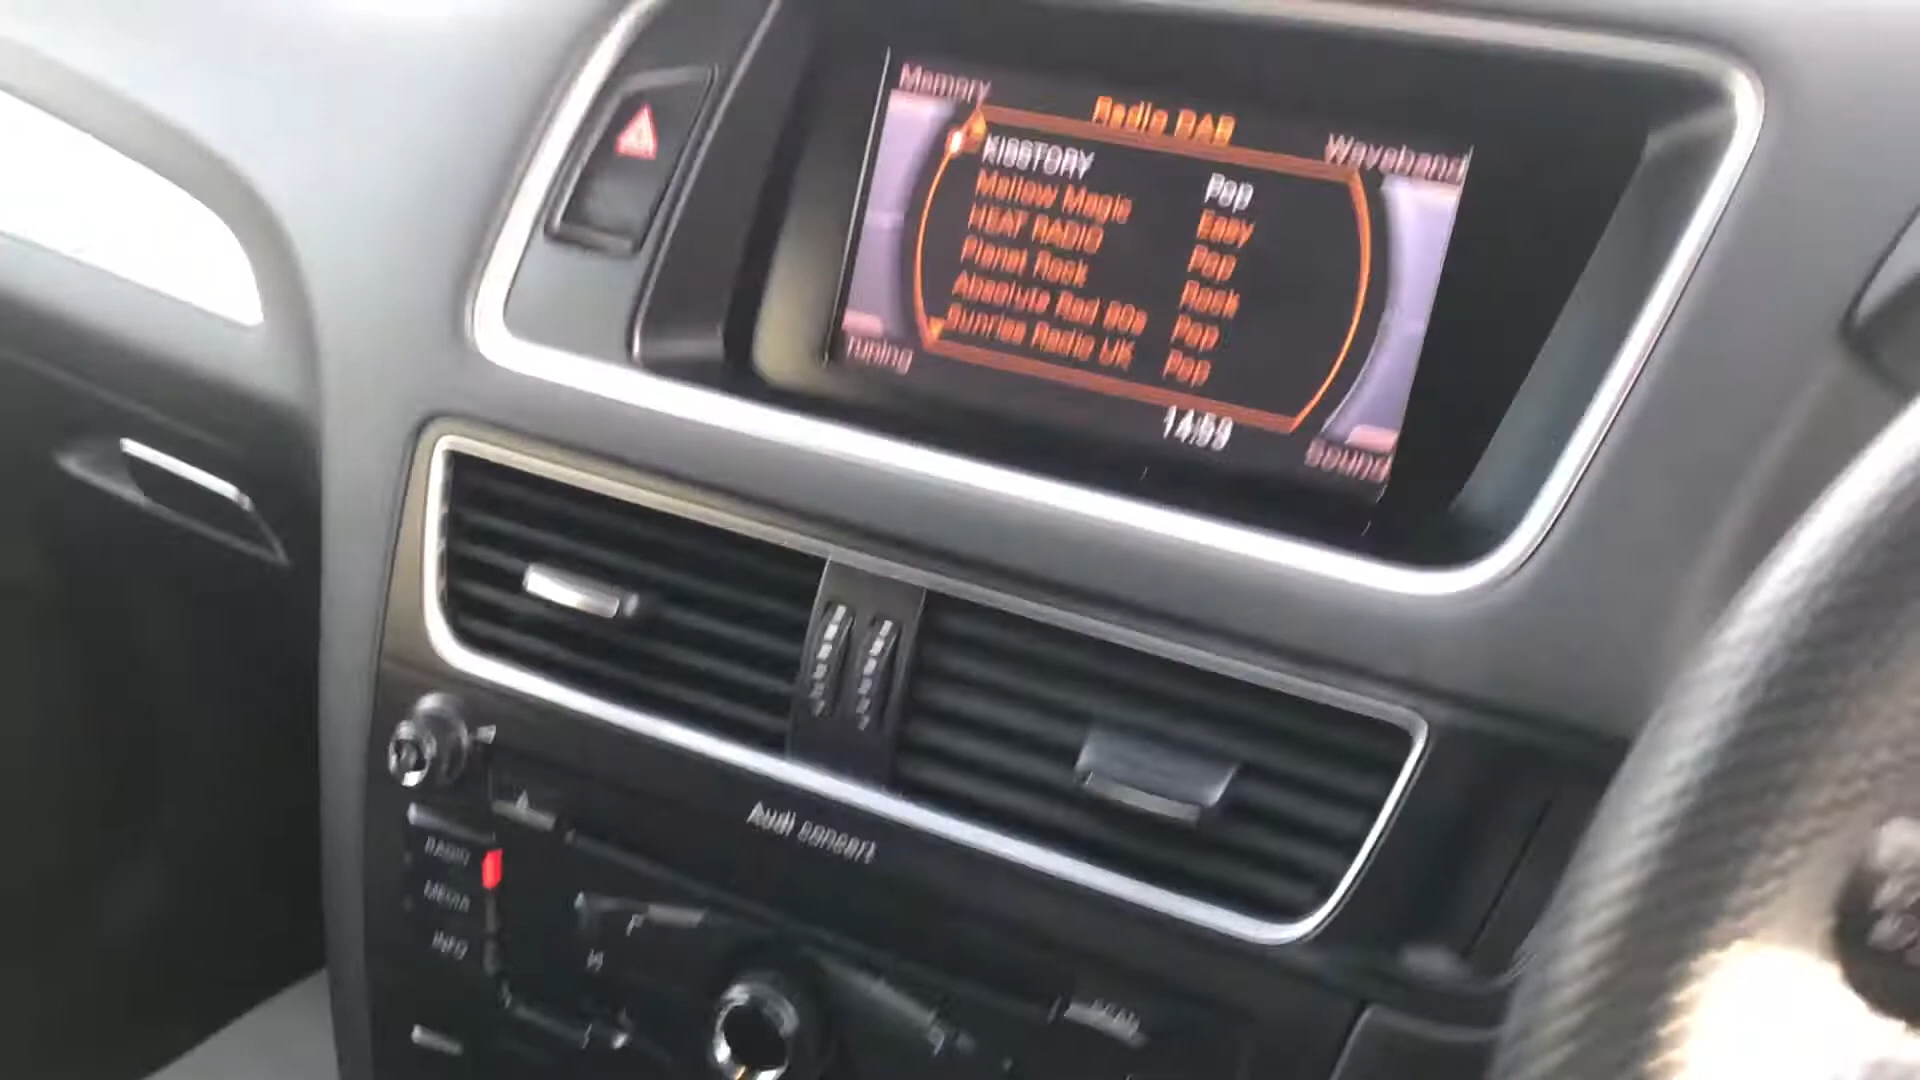 Memory
Radio DAB
Waveband
KISSTORY Pop
Mellow Magic Easy
HEAT RADIO Pop
Planet Rock Rock
Absolute Rad 80s Pop
Sunrise Radio UK Pop
Tuning
14:59
Sound
Audi concert
RADIO
MEDIA
INFO